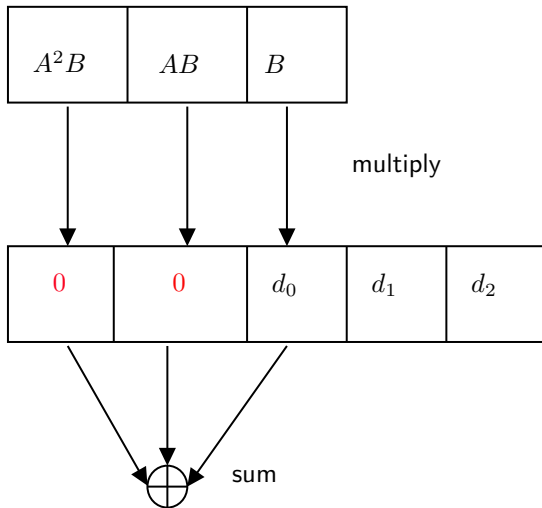 A²B AB B
multiply
0 0 d₀ d₁ d₂
sum